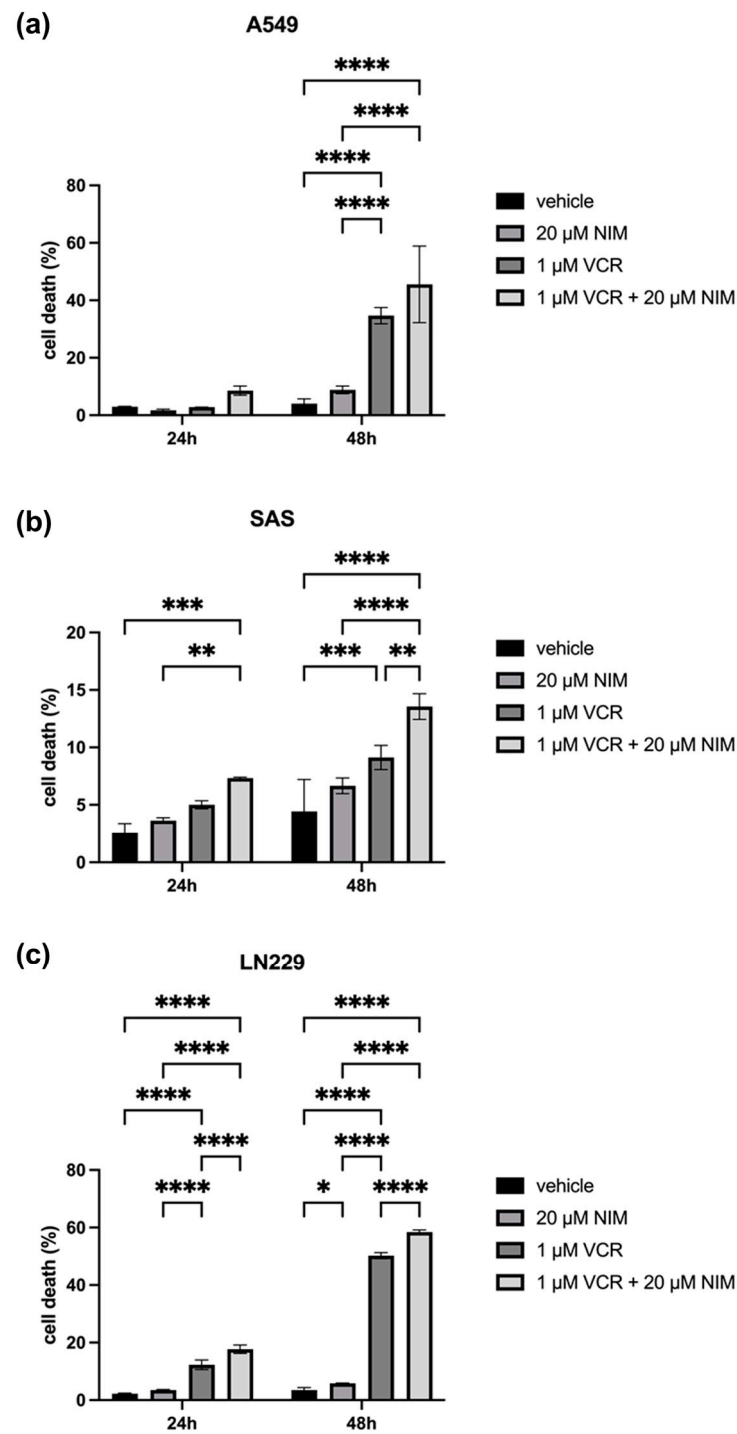 (a)
A549
****
****
****
****
80
60
40
20
0
cell death (%)
24h
48h
vehicle
20 µM NIM
1 µM VCR
1 µM VCR + 20 µM NIM
(b)
SAS
****
*** ****
** *** **
20
15
10
5
0
cell death (%)
24h
48h
vehicle
20 µM NIM
1 µM VCR
1 µM VCR + 20 µM NIM
(c)
LN229
**** ****
**** ****
**** ****
**** ****
**** * ****
80
60
40
20
0
cell death (%)
24h
48h
vehicle
20 µM NIM
1 µM VCR
1 µM VCR + 20 µM NIM